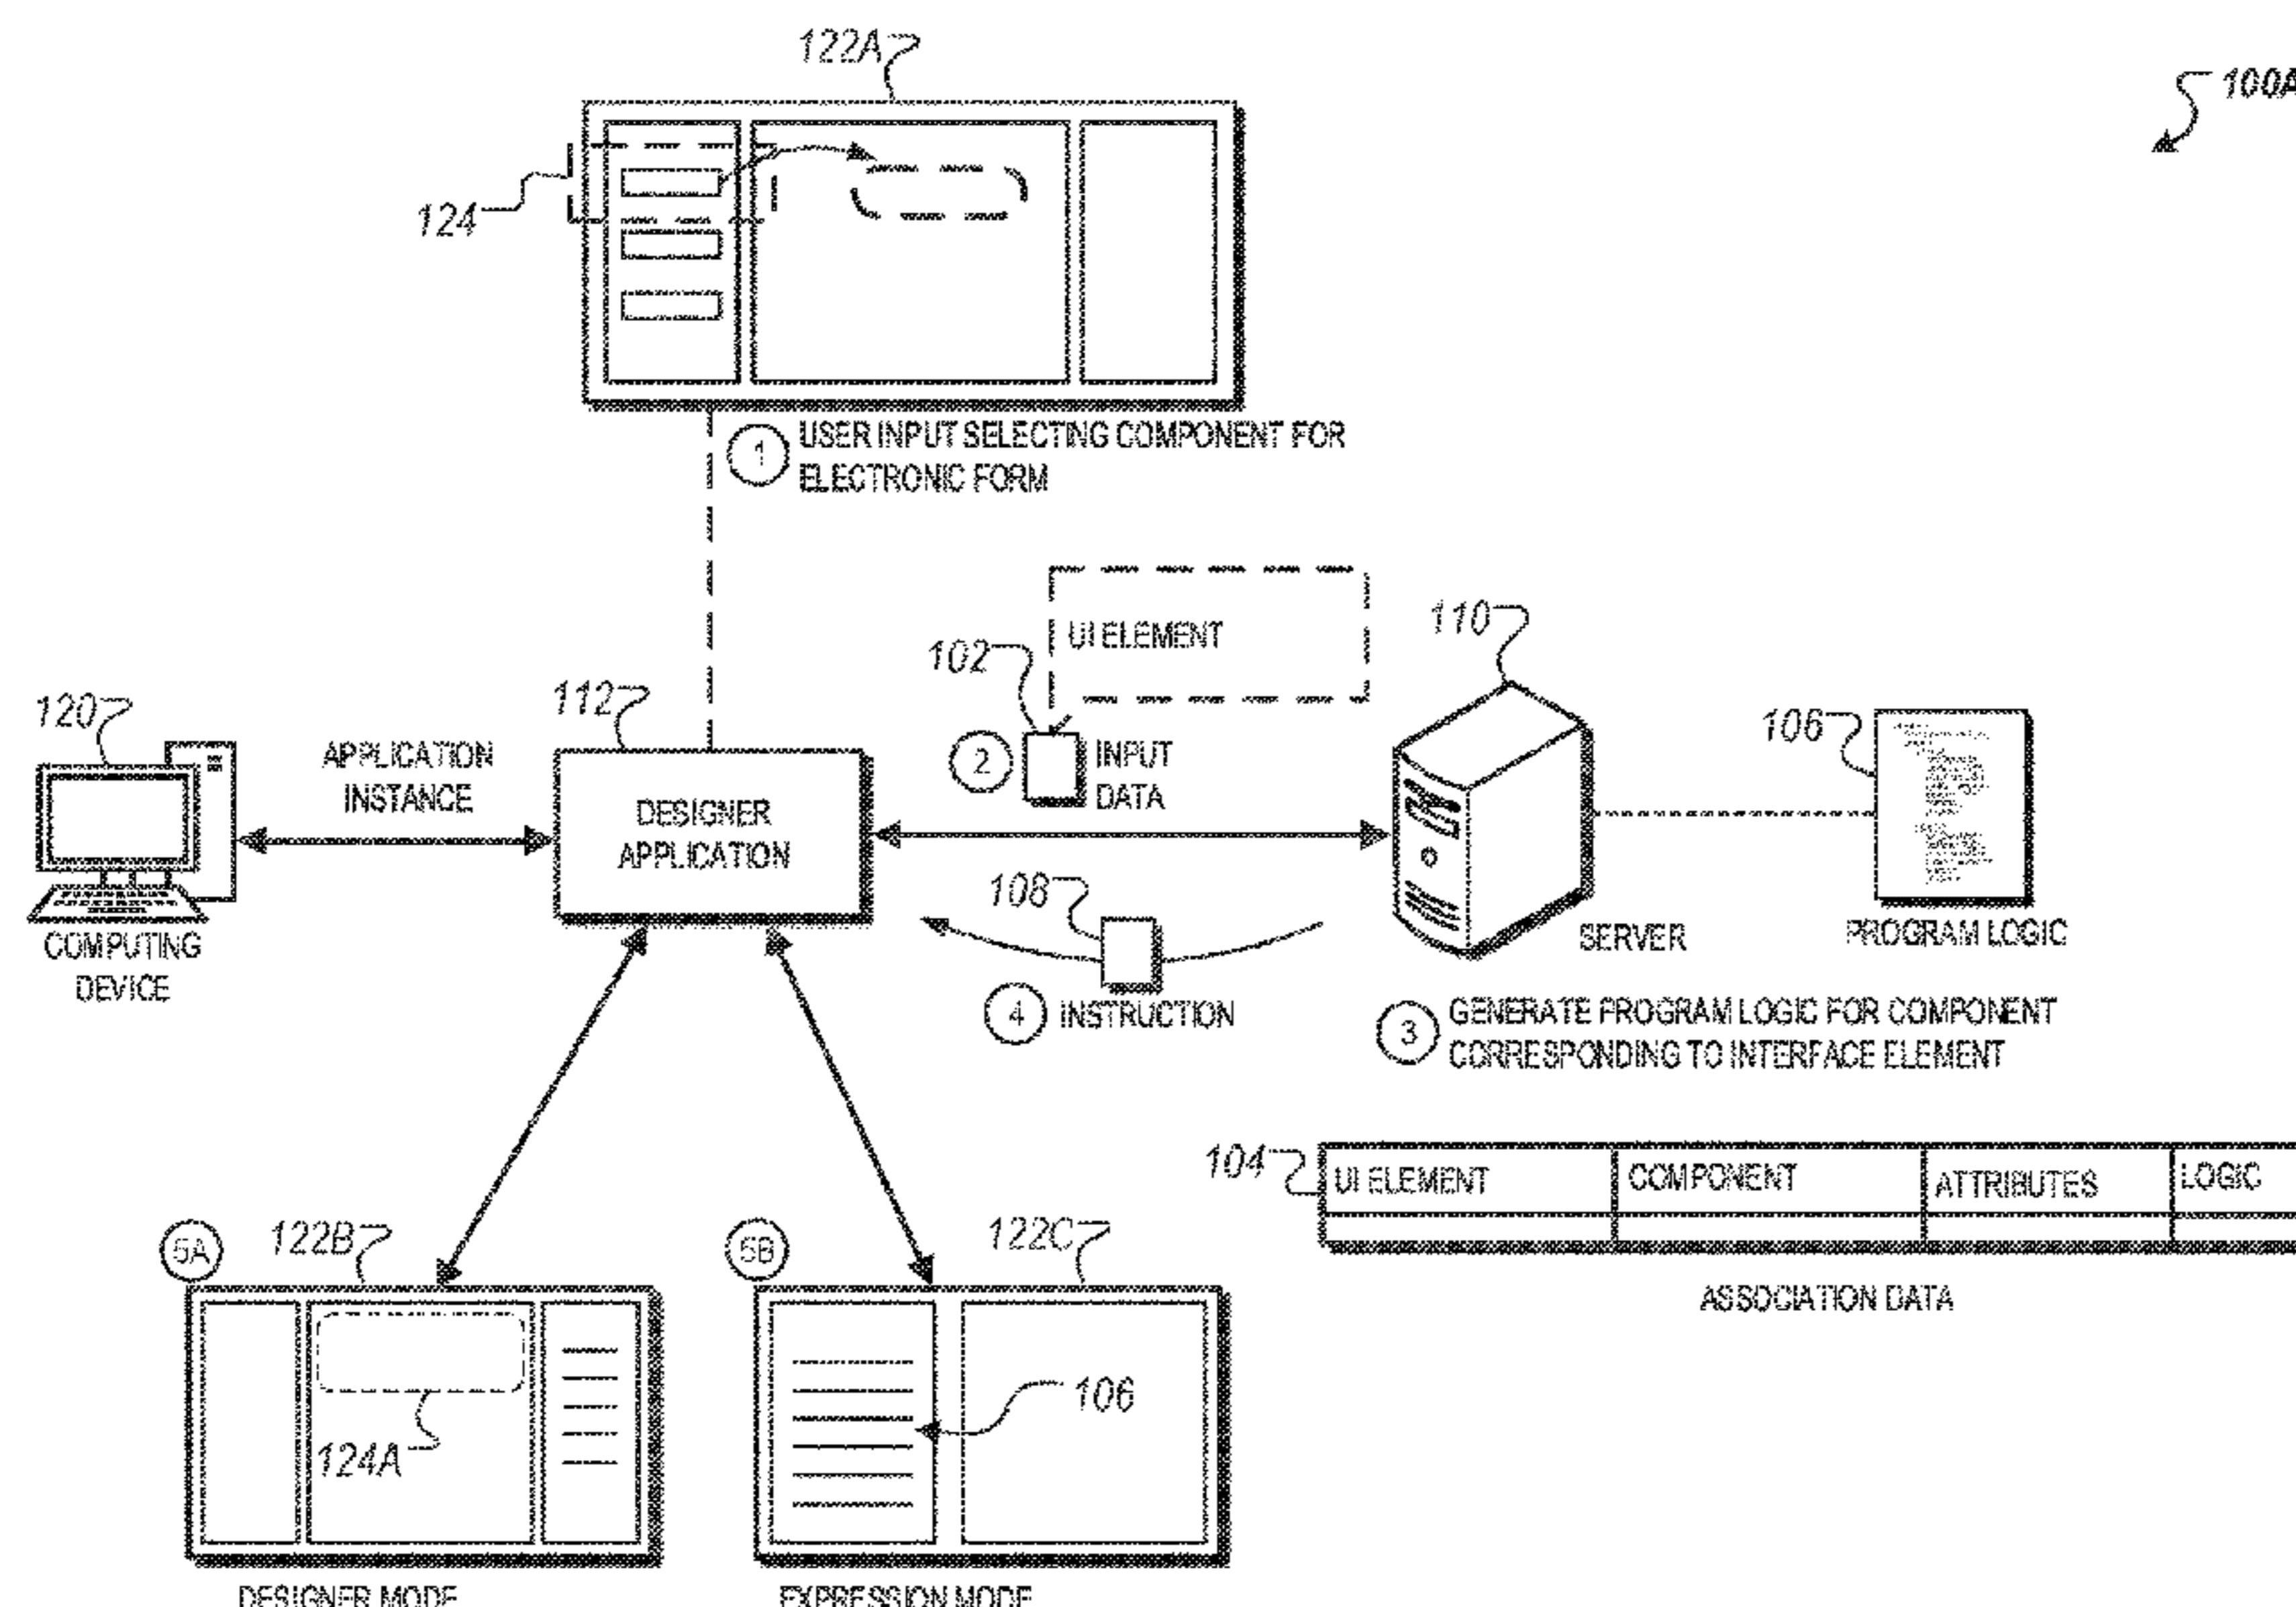 122A
100A
124
1 USER INPUT SELECTING COMPONENT FOR
ELECTRONIC FORM
UI ELEMENT
102
110
120
112
106
APPLICATION
INSTANCE
2 INPUT
DATA
DESIGNER
APPLICATION
108
COMPUTING
DEVICE
SERVER
PROGRAM LOGIC
4 INSTRUCTION
3 GENERATE PROGRAM LOGIC FOR COMPONENT
CORRESPONDING TO INTERFACE ELEMENT
104
UI ELEMENT COMPONENT ATTRIBUTES LOGIC
ASSOCIATION DATA
5A 122B
5B 122C
106
124A
DESIGNER MODE
EXPRESSION MODE